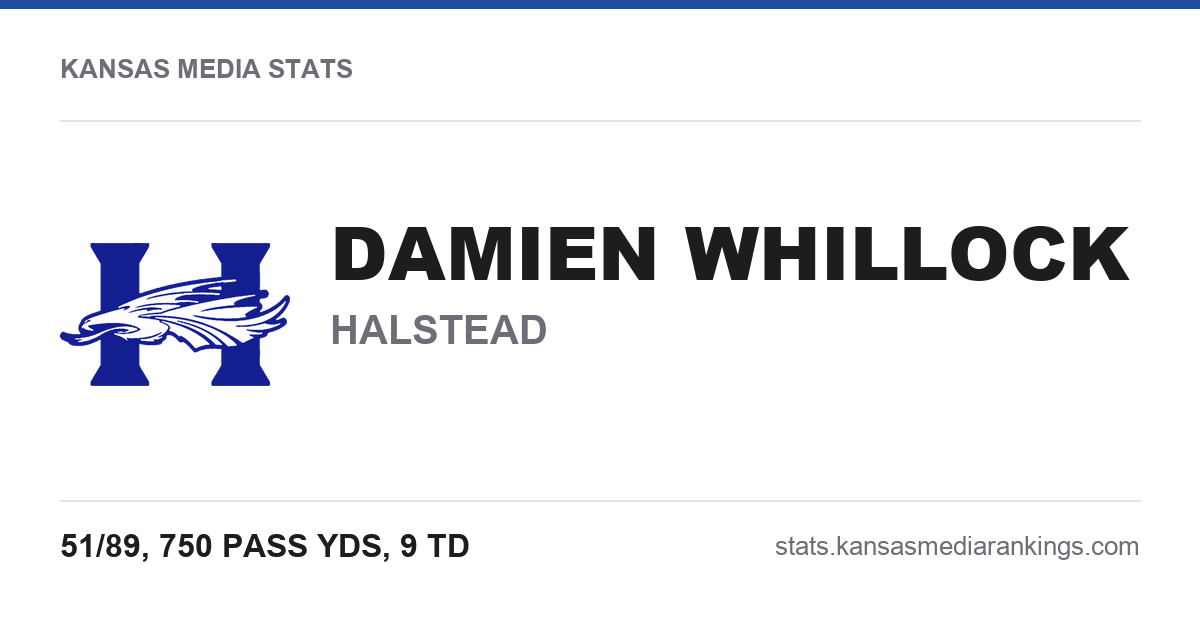 KANSAS MEDIA STATS
DAMIEN WHILLOCK
HALSTEAD
H
51/89, 750 PASS YDS, 9 TD
stats.kansasmediarankings.com